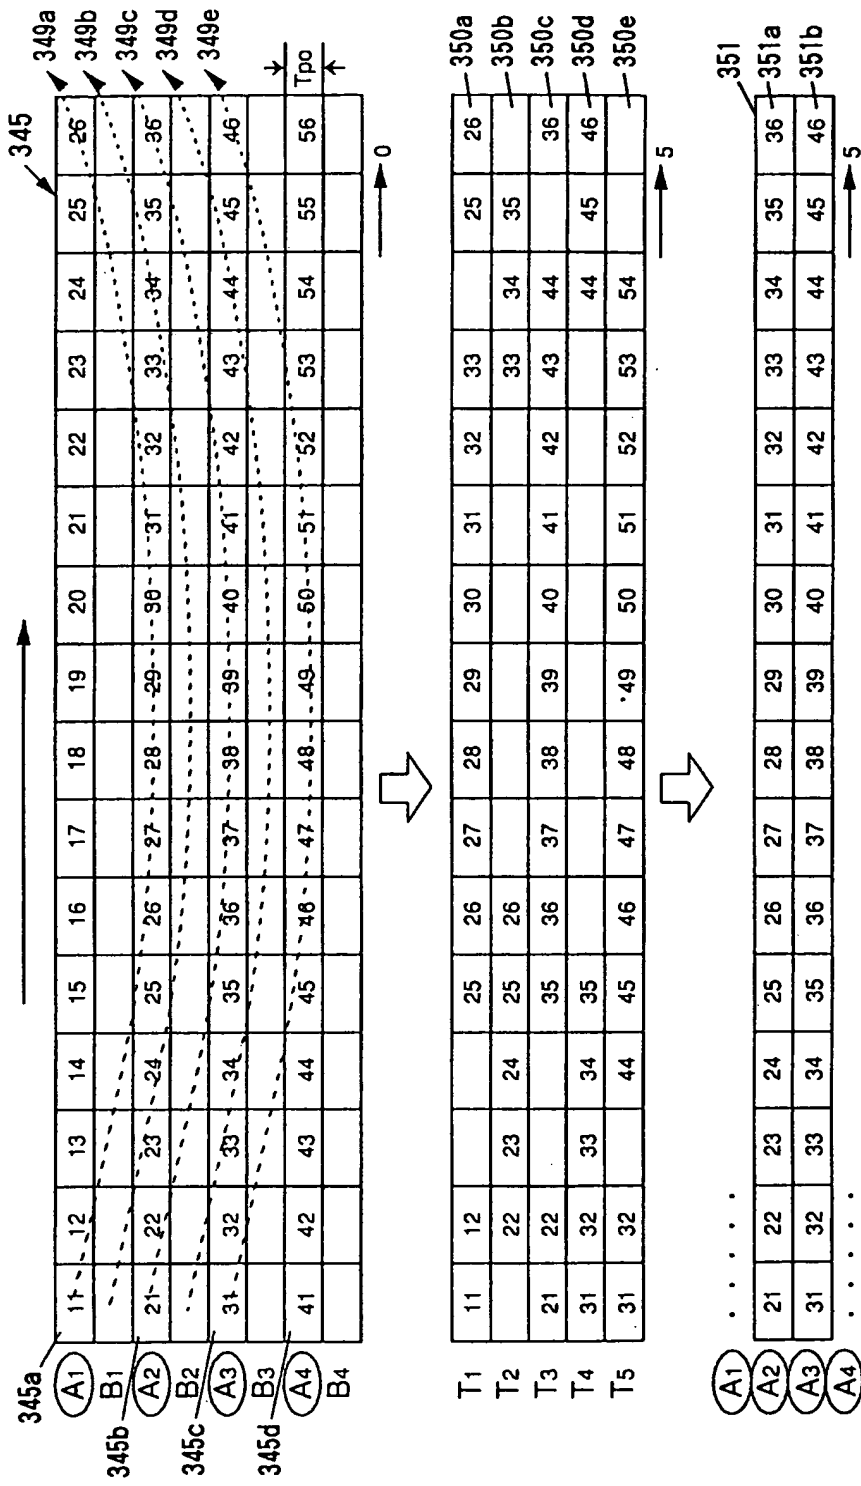 345
345a
A1 11 12 13 14 15 16 17 18 19 20 21 22 23 24 25 26 349a
B1 349b
345b
A2 21 22 23 24 25 26 27 28 29 30 31 32 33 34 35 36 349c
B2 349d
345c
A3 31 32 33 34 35 36 37 38 39 40 41 42 43 44 45 46 349e
B3
345d
A4 41 42 43 44 45 46 47 48 49 50 51 52 53 54 55 56 Tpo
B4
0
T1 11 12 25 26 27 28 29 30 31 32 33 25 26 350a
T2 22 23 24 25 26 33 34 35 350b
T3 21 22 35 36 37 38 39 40 41 42 43 44 36 350c
T4 31 32 33 34 35 44 45 46 350d
T5 31 32 44 45 46 47 48 49 50 51 52 53 54 350e
5
A1 . . . . . 351
A2 21 22 23 24 25 26 27 28 29 30 31 32 33 34 35 36 351a
A3 31 32 33 34 35 36 37 38 39 40 41 42 43 44 45 46 351b
A4 . . . . .
5